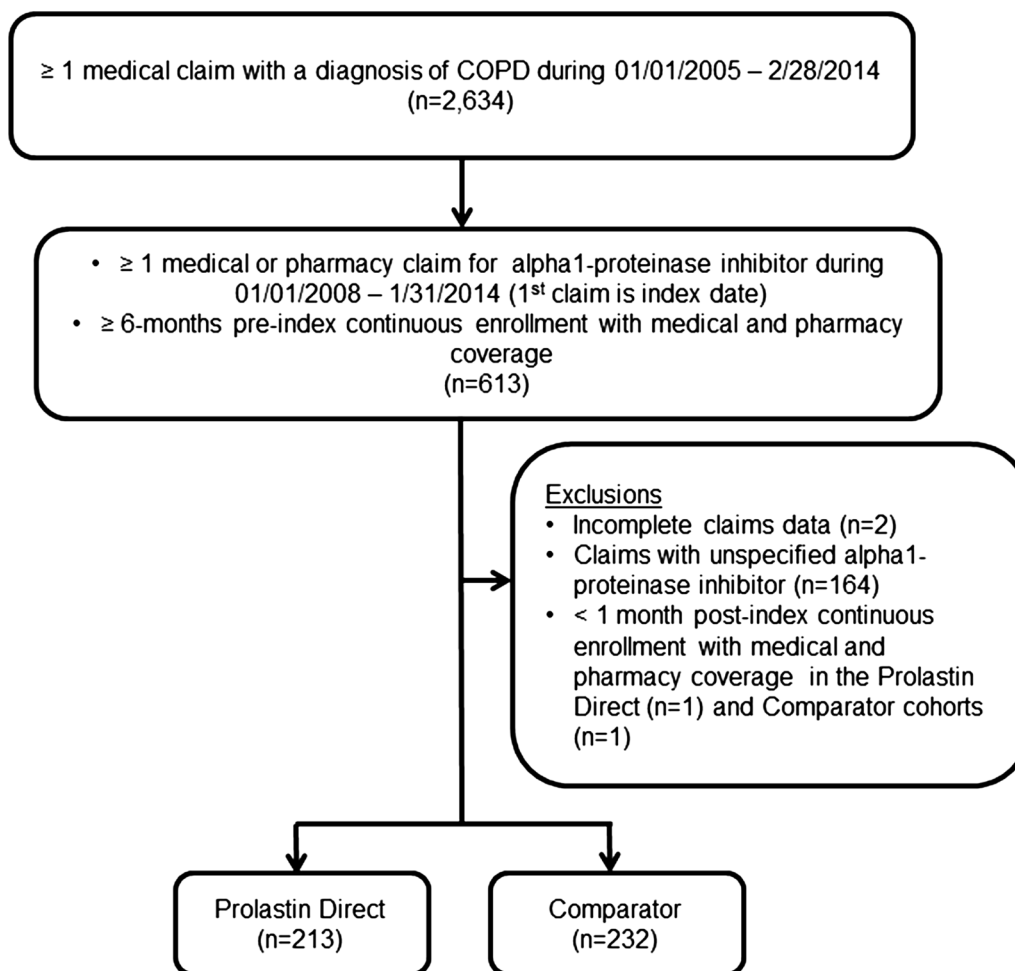 ≥ 1 medical claim with a diagnosis of COPD during 01/01/2005 – 2/28/2014
(n=2,634)
• ≥ 1 medical or pharmacy claim for alpha1-proteinase inhibitor during
01/01/2008 – 1/31/2014 (1st claim is index date)
• ≥ 6-months pre-index continuous enrollment with medical and pharmacy
coverage
(n=613)
Exclusions
• Incomplete claims data (n=2)
• Claims with unspecified alpha1-
proteinase inhibitor (n=164)
• < 1 month post-index continuous
enrollment with medical and
pharmacy coverage in the Prolastin
Direct (n=1) and Comparator cohorts
(n=1)
Prolastin Direct
(n=213)
Comparator
(n=232)